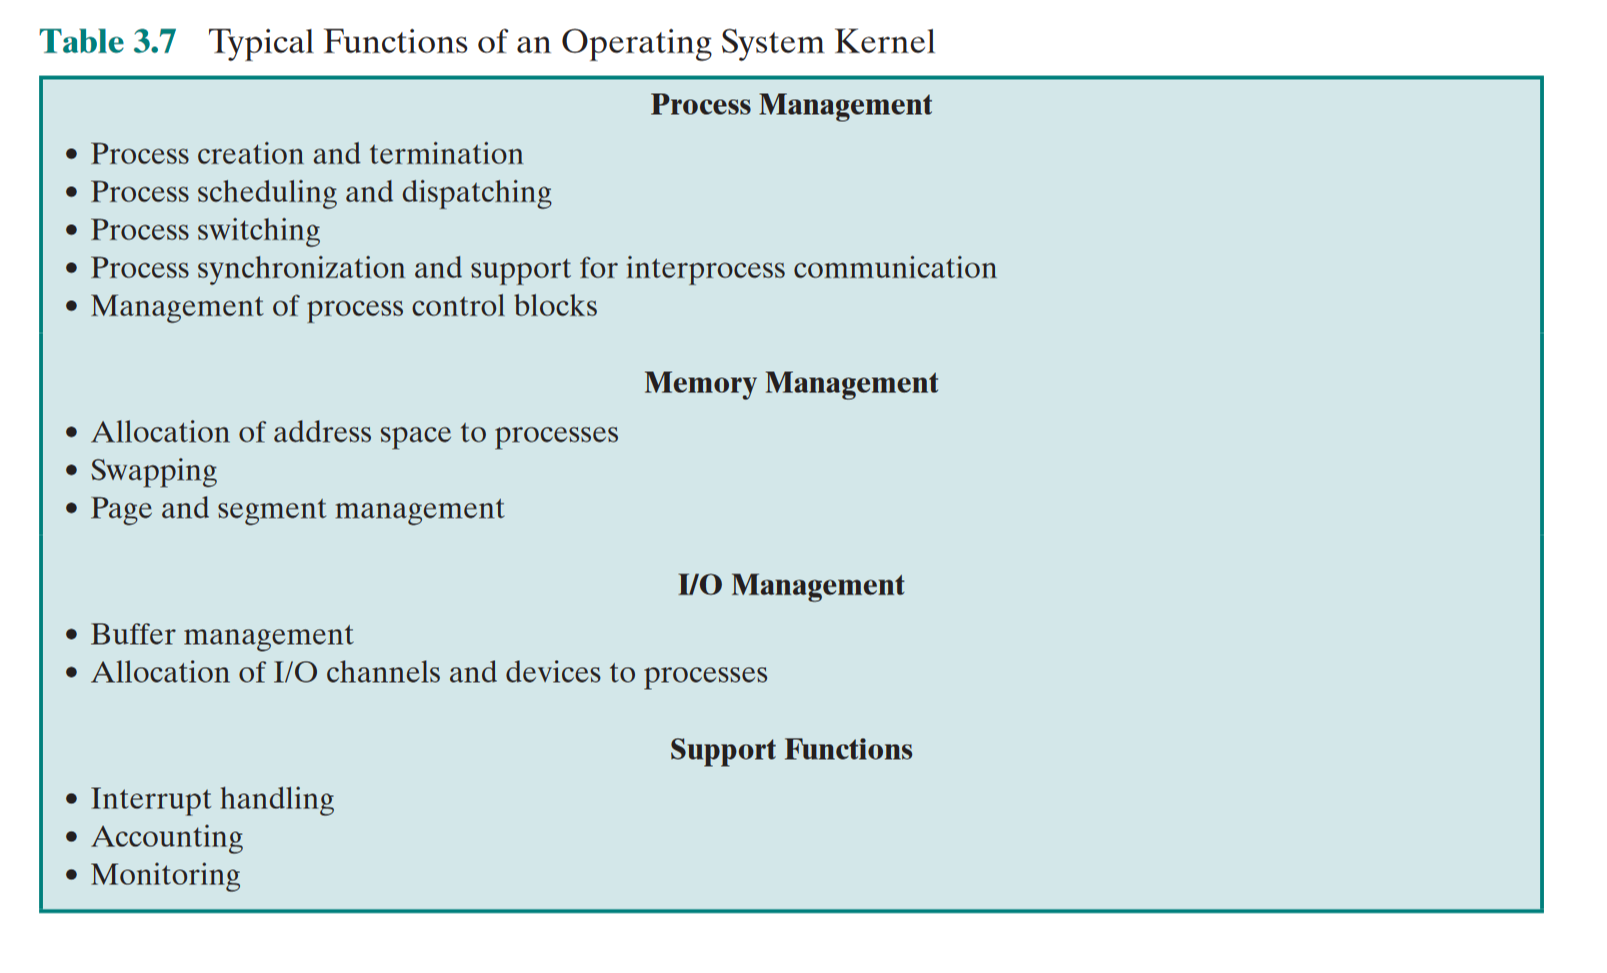 Table 3.7 Typical Functions of an Operating System Kernel
Process Management
• Process creation and termination
• Process scheduling and dispatching
• Process switching
• Process synchronization and support for interprocess communication
• Management of process control blocks
Memory Management
• Allocation of address space to processes
• Swapping
• Page and segment management
I/O Management
• Buffer management
• Allocation of I/O channels and devices to processes
Support Functions
• Interrupt handling
• Accounting
• Monitoring